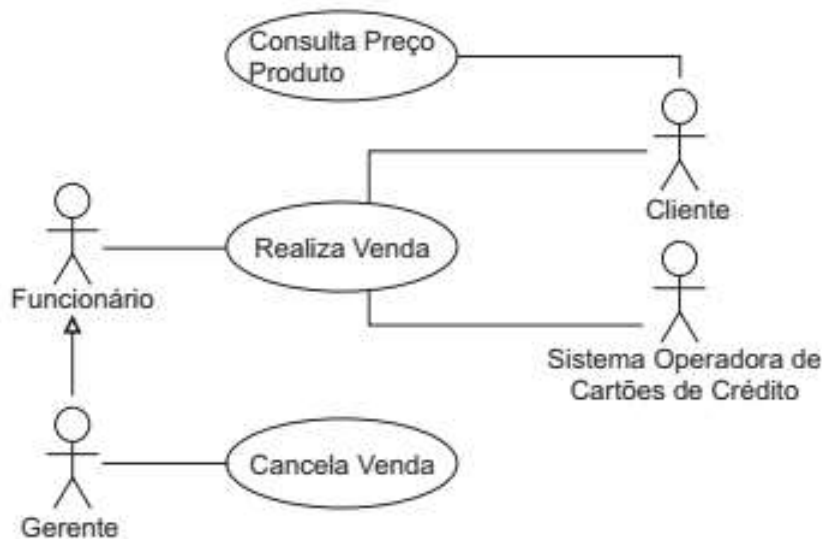 Consulta Preço
Produto
Cliente
Realiza Venda
Funcionário
Sistema Operadora de
Cartões de Crédito
Cancela Venda
Gerente